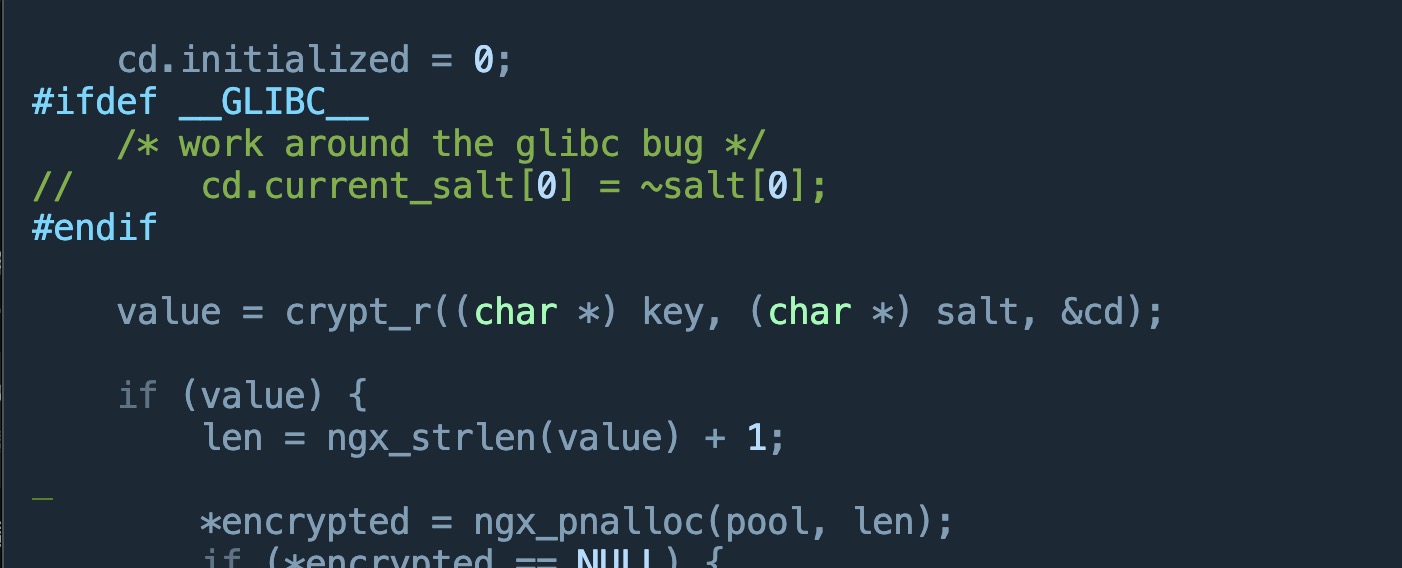 cd.initialized = 0;
#ifdef __GLIBC__
    /* work around the glibc bug */
//      cd.current_salt[0] = ~salt[0];
#endif

    value = crypt_r((char *) key, (char *) salt, &cd);

    if (value) {
        len = ngx_strlen(value) + 1;

        *encrypted = ngx_pnalloc(pool, len);
        if (*encrypted == NULL) {